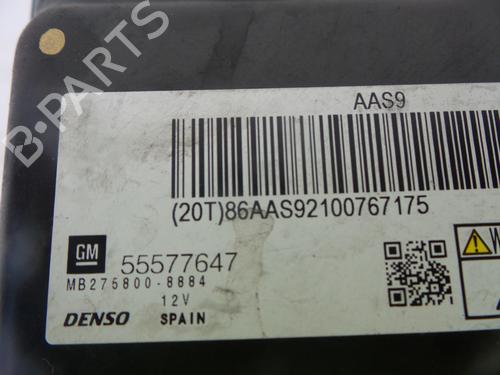 AAS9
(20T)86AAS92100767175
GM 55577647
MB275800-8884
12V
DENSO SPAIN
B-PARTS